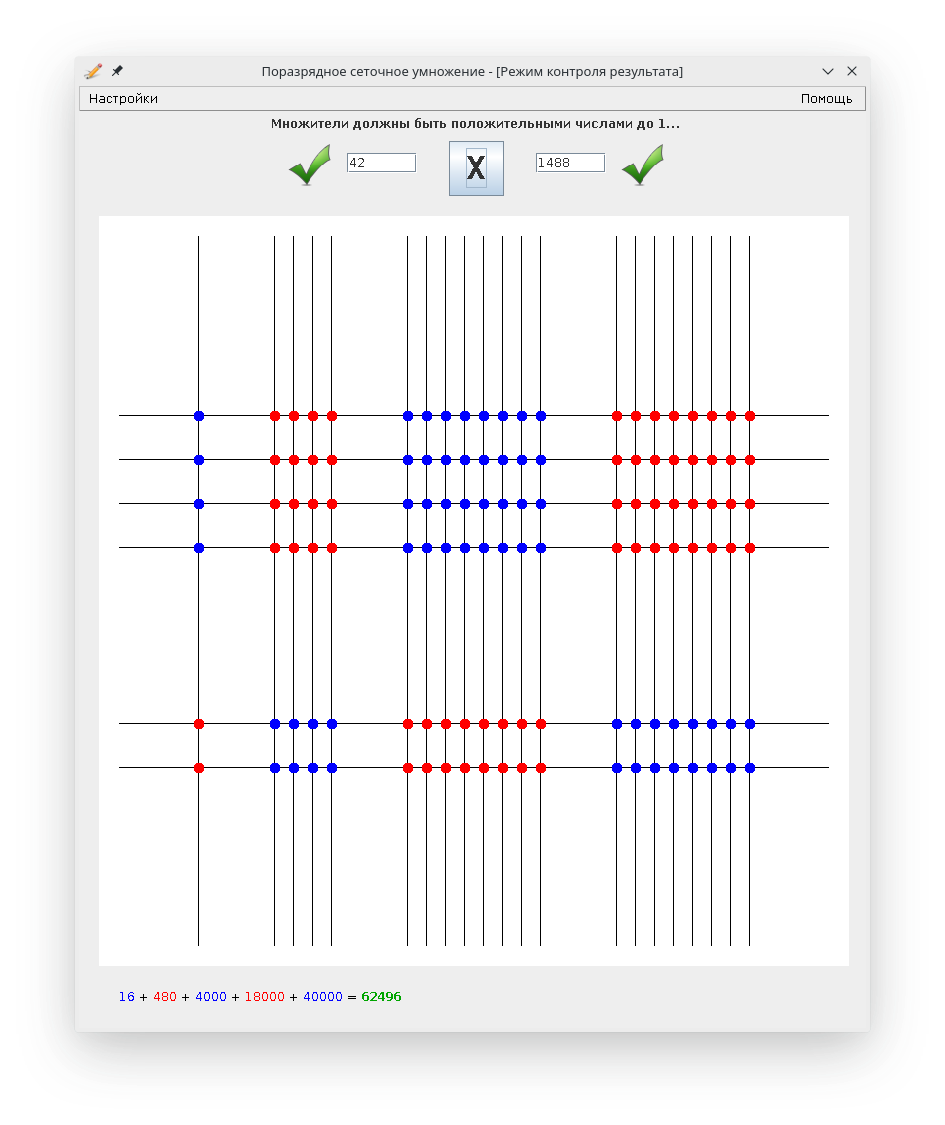 Поразрядное сеточное умножение - [Режим контроля результата]
Настройки Помощь
Множители должны быть положительными числами до 1...
42 X 1488
16 + 480 + 4000 + 18000 + 40000 = 62496